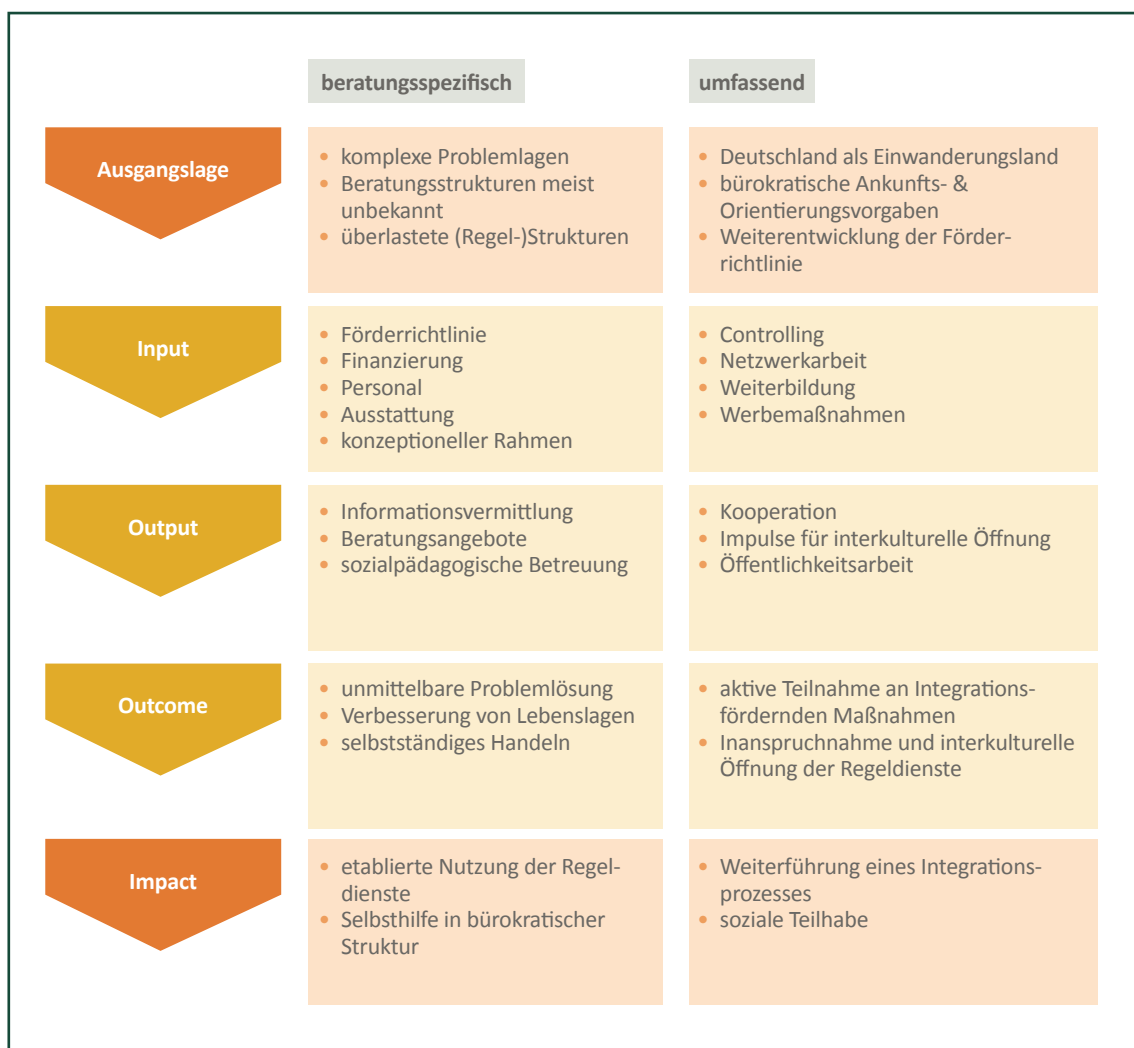 beratungsspezifisch
umfassend
Ausgangslage
• komplexe Problemlagen
• Beratungsstrukturen meist
unbekannt
• überlastete (Regel-)Strukturen
• Deutschland als Einwanderungsland
• bürokratische Ankunfts- &
Orientierungsvorgaben
• Weiterentwicklung der Förder-
richtlinie
Input
• Förderrichtlinie
• Finanzierung
• Personal
• Ausstattung
• konzeptioneller Rahmen
• Controlling
• Netzwerkarbeit
• Weiterbildung
• Werbemaßnahmen
Output
• Informationsvermittlung
• Beratungsangebote
• sozialpädagogische Betreuung
• Kooperation
• Impulse für interkulturelle Öffnung
• Öffentlichkeitsarbeit
Outcome
• unmittelbare Problemlösung
• Verbesserung von Lebenslagen
• selbstständiges Handeln
• aktive Teilnahme an Integrations-
fördernden Maßnahmen
• Inanspruchnahme und interkulturelle
Öffnung der Regeldienste
Impact
• etablierte Nutzung der Regel-
dienste
• Selbsthilfe in bürokratischer
Struktur
• Weiterführung eines Integrations-
prozesses
• soziale Teilhabe